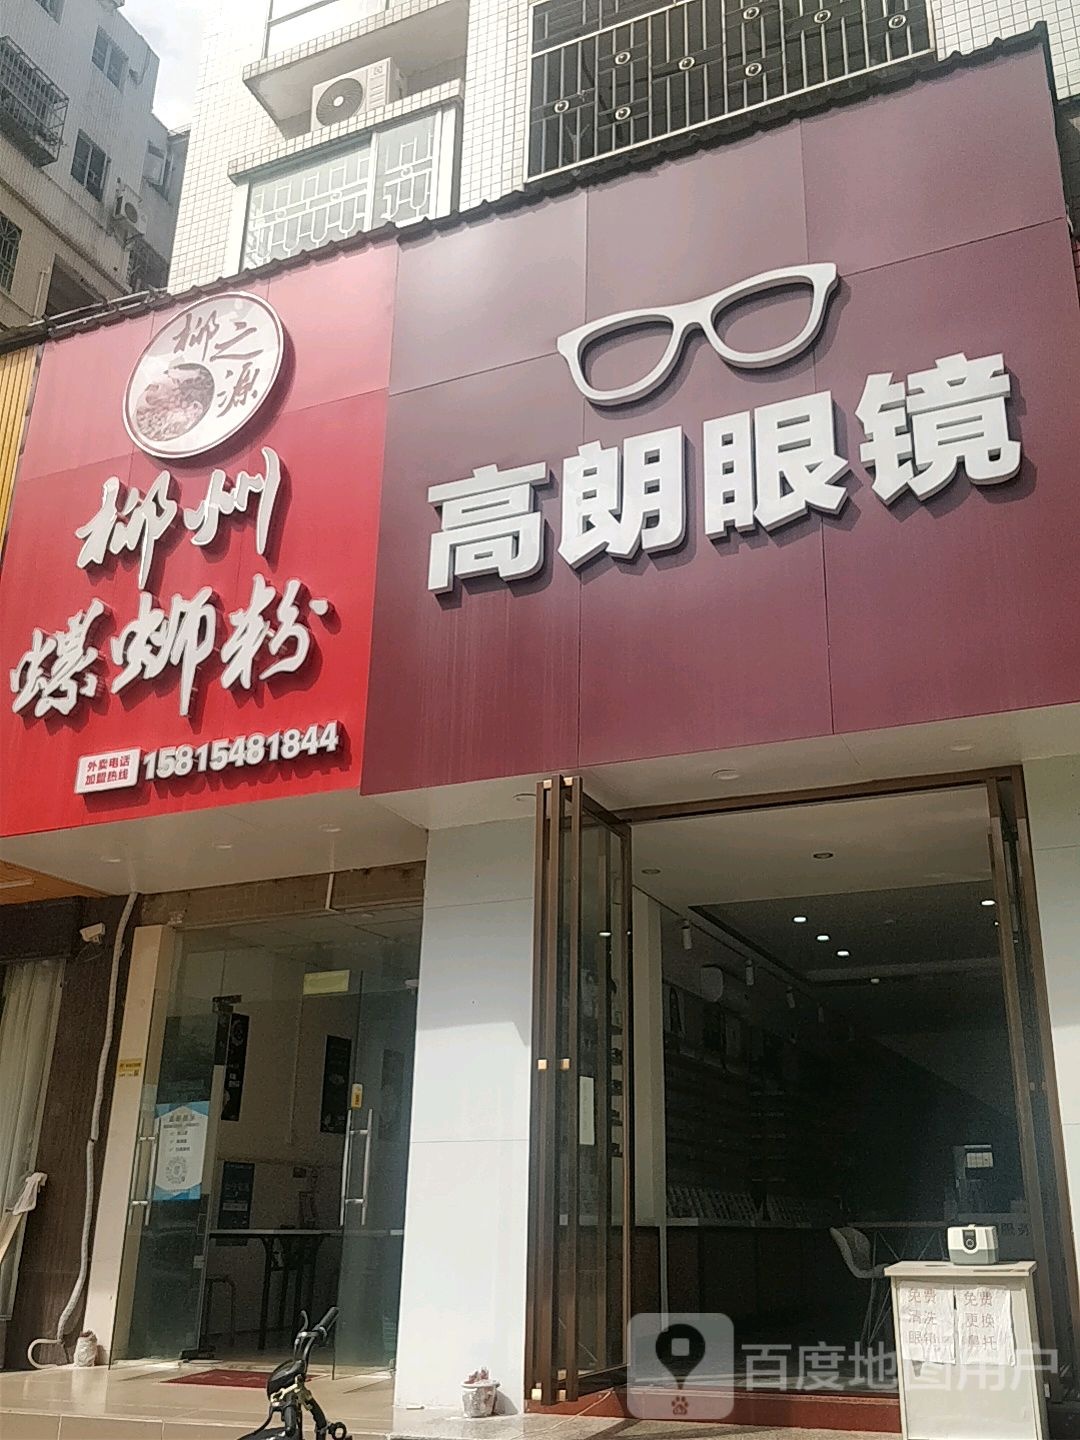 柳之源
柳州
螺蛳粉
外卖电话
加盟热线
15815481844
高朗眼镜
免费
清洗
眼镜
免费
更换
鼻托
百度地图用户